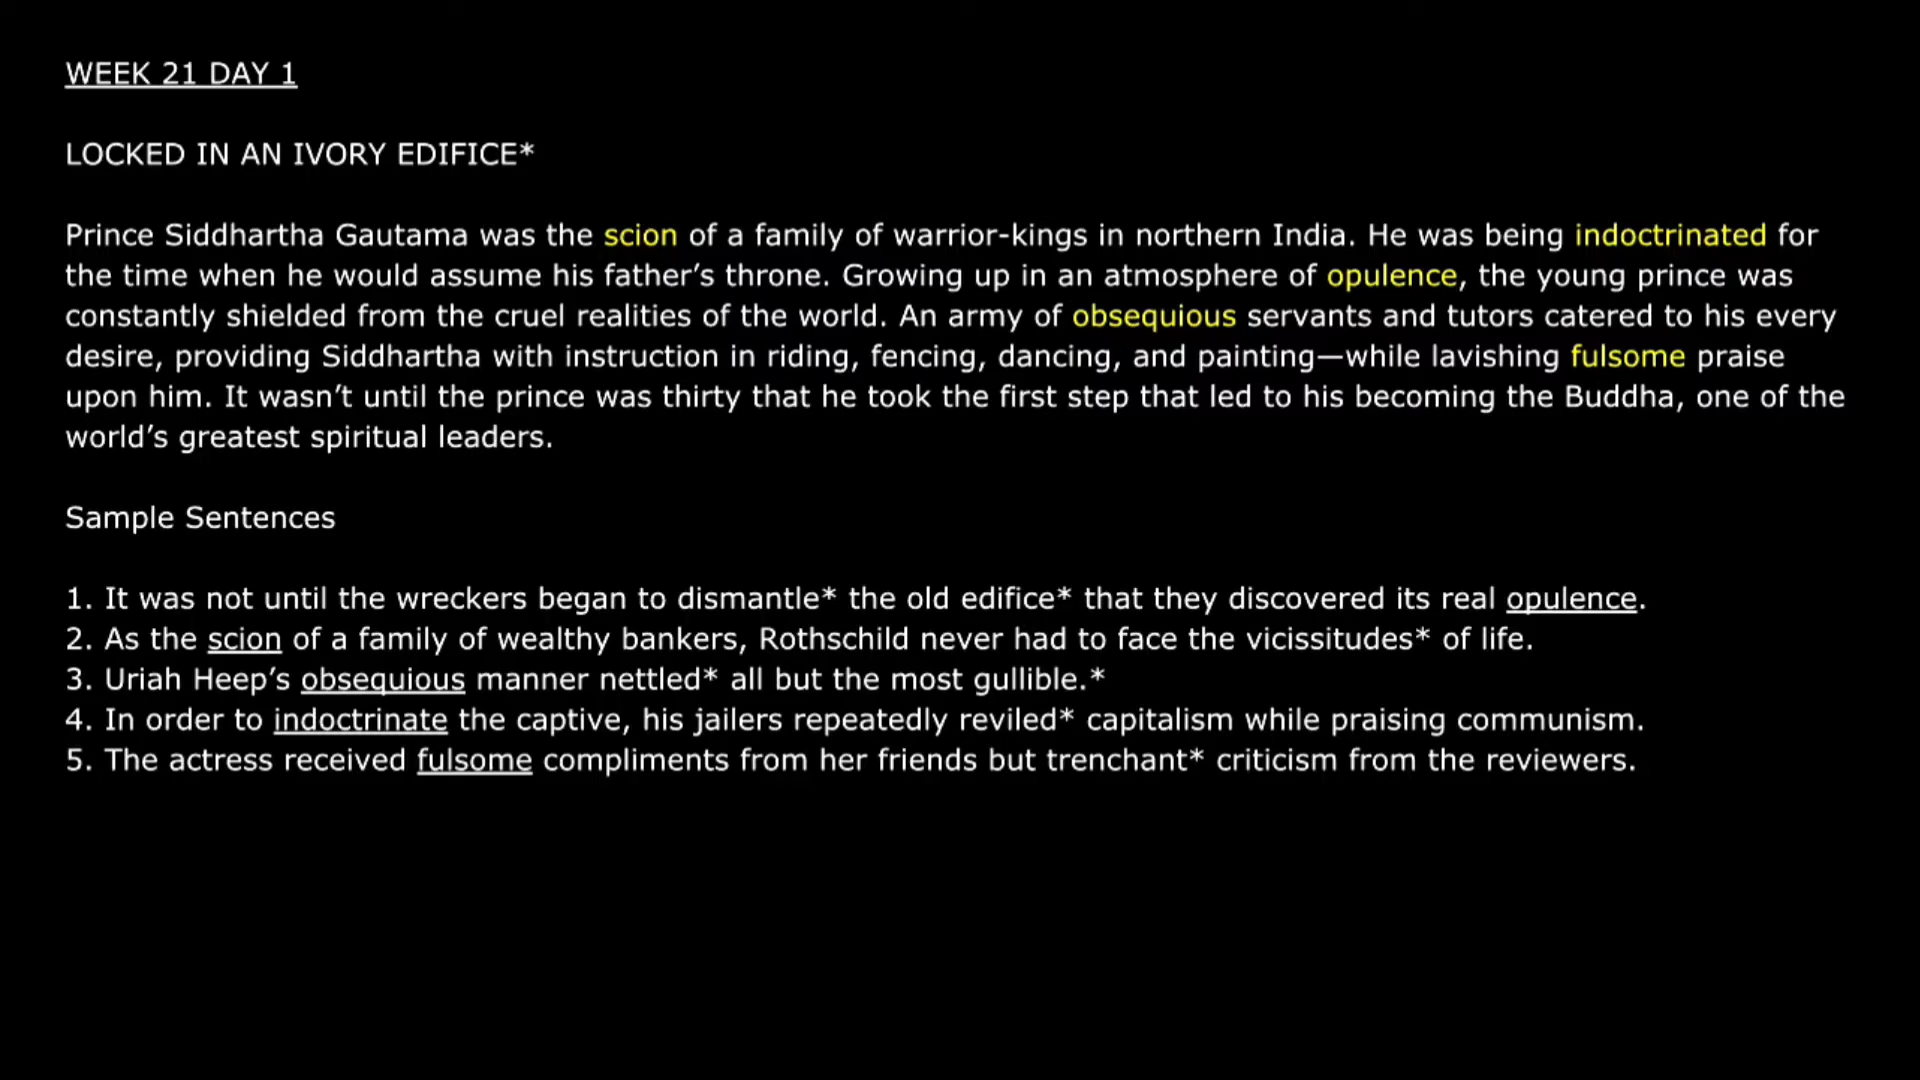 WEEK 21 DAY 1
LOCKED IN AN IVORY EDIFICE*
Prince Siddhartha Gautama was the scion of a family of warrior-kings in northern India. He was being indoctrinated for
the time when he would assume his father’s throne. Growing up in an atmosphere of opulence, the young prince was
constantly shielded from the cruel realities of the world. An army of obsequious servants and tutors catered to his every
desire, providing Siddhartha with instruction in riding, fencing, dancing, and painting—while lavishing fulsome praise
upon him. It wasn’t until the prince was thirty that he took the first step that led to his becoming the Buddha, one of the
world’s greatest spiritual leaders.
Sample Sentences
1. It was not until the wreckers began to dismantle* the old edifice* that they discovered its real opulence.
2. As the scion of a family of wealthy bankers, Rothschild never had to face the vicissitudes* of life.
3. Uriah Heep’s obsequious manner nettled* all but the most gullible.*
4. In order to indoctrinate the captive, his jailers repeatedly reviled* capitalism while praising communism.
5. The actress received fulsome compliments from her friends but trenchant* criticism from the reviewers.